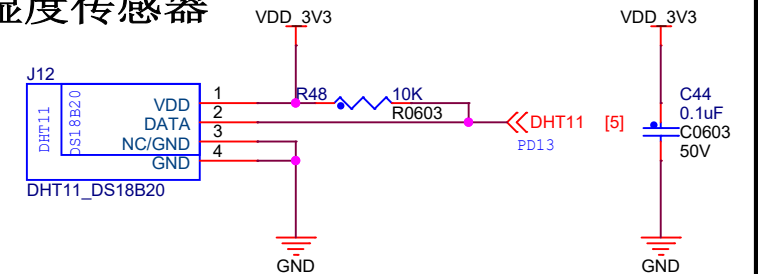 湿度传感器
VDD_3V3
VDD_3V3
J12
DHT11
DS18B20
VDD
DATA
NC/GND
GND
1
2
3
4
DHT11_DS18B20
R48
10K
R0603
DHT11
[5]
PD13
C44
0.1uF
C0603
50V
GND
GND